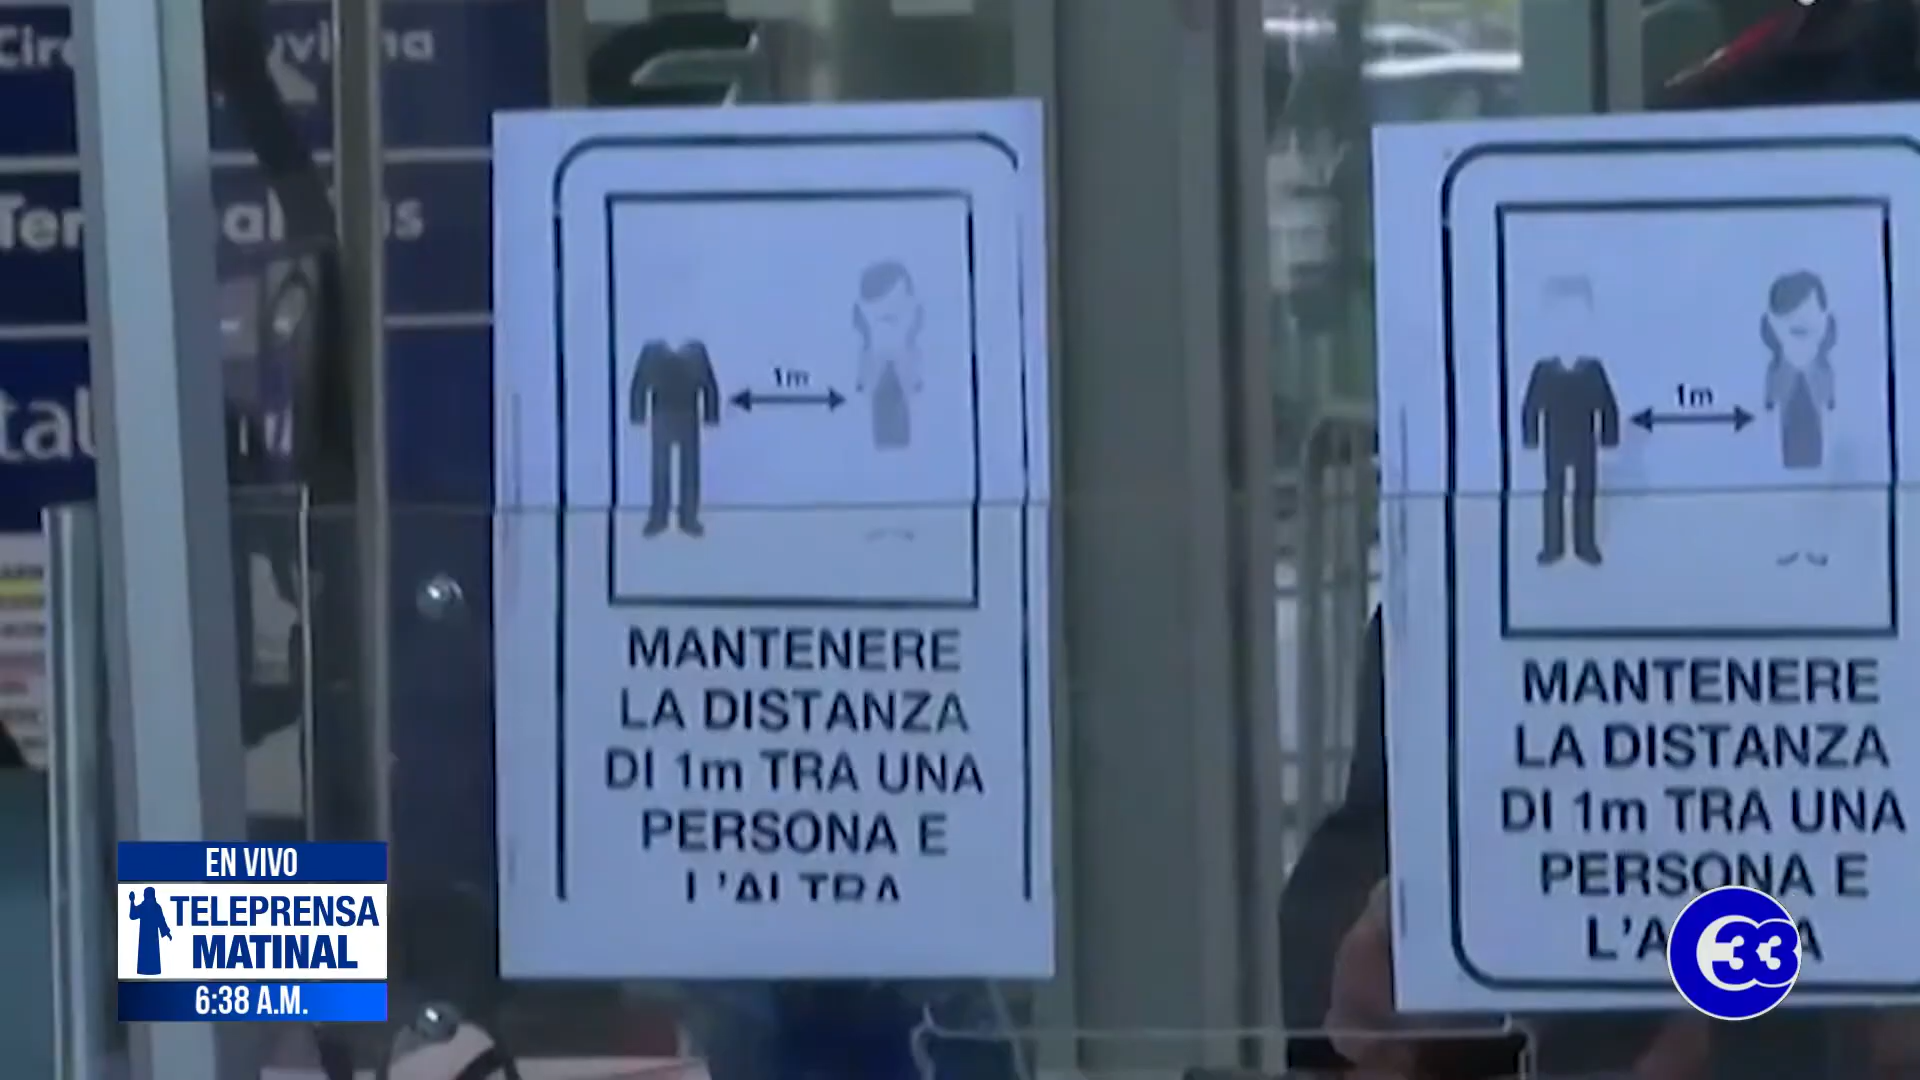 1m
MANTENERE
LA DISTANZA
DI 1m TRA UNA
PERSONA E
L'ALTRA
1m
MANTENERE
LA DISTANZA
DI 1m TRA UNA
PERSONA E
EN VIVO
TELEPRENSA
MATINAL
6:38 A.M.
33